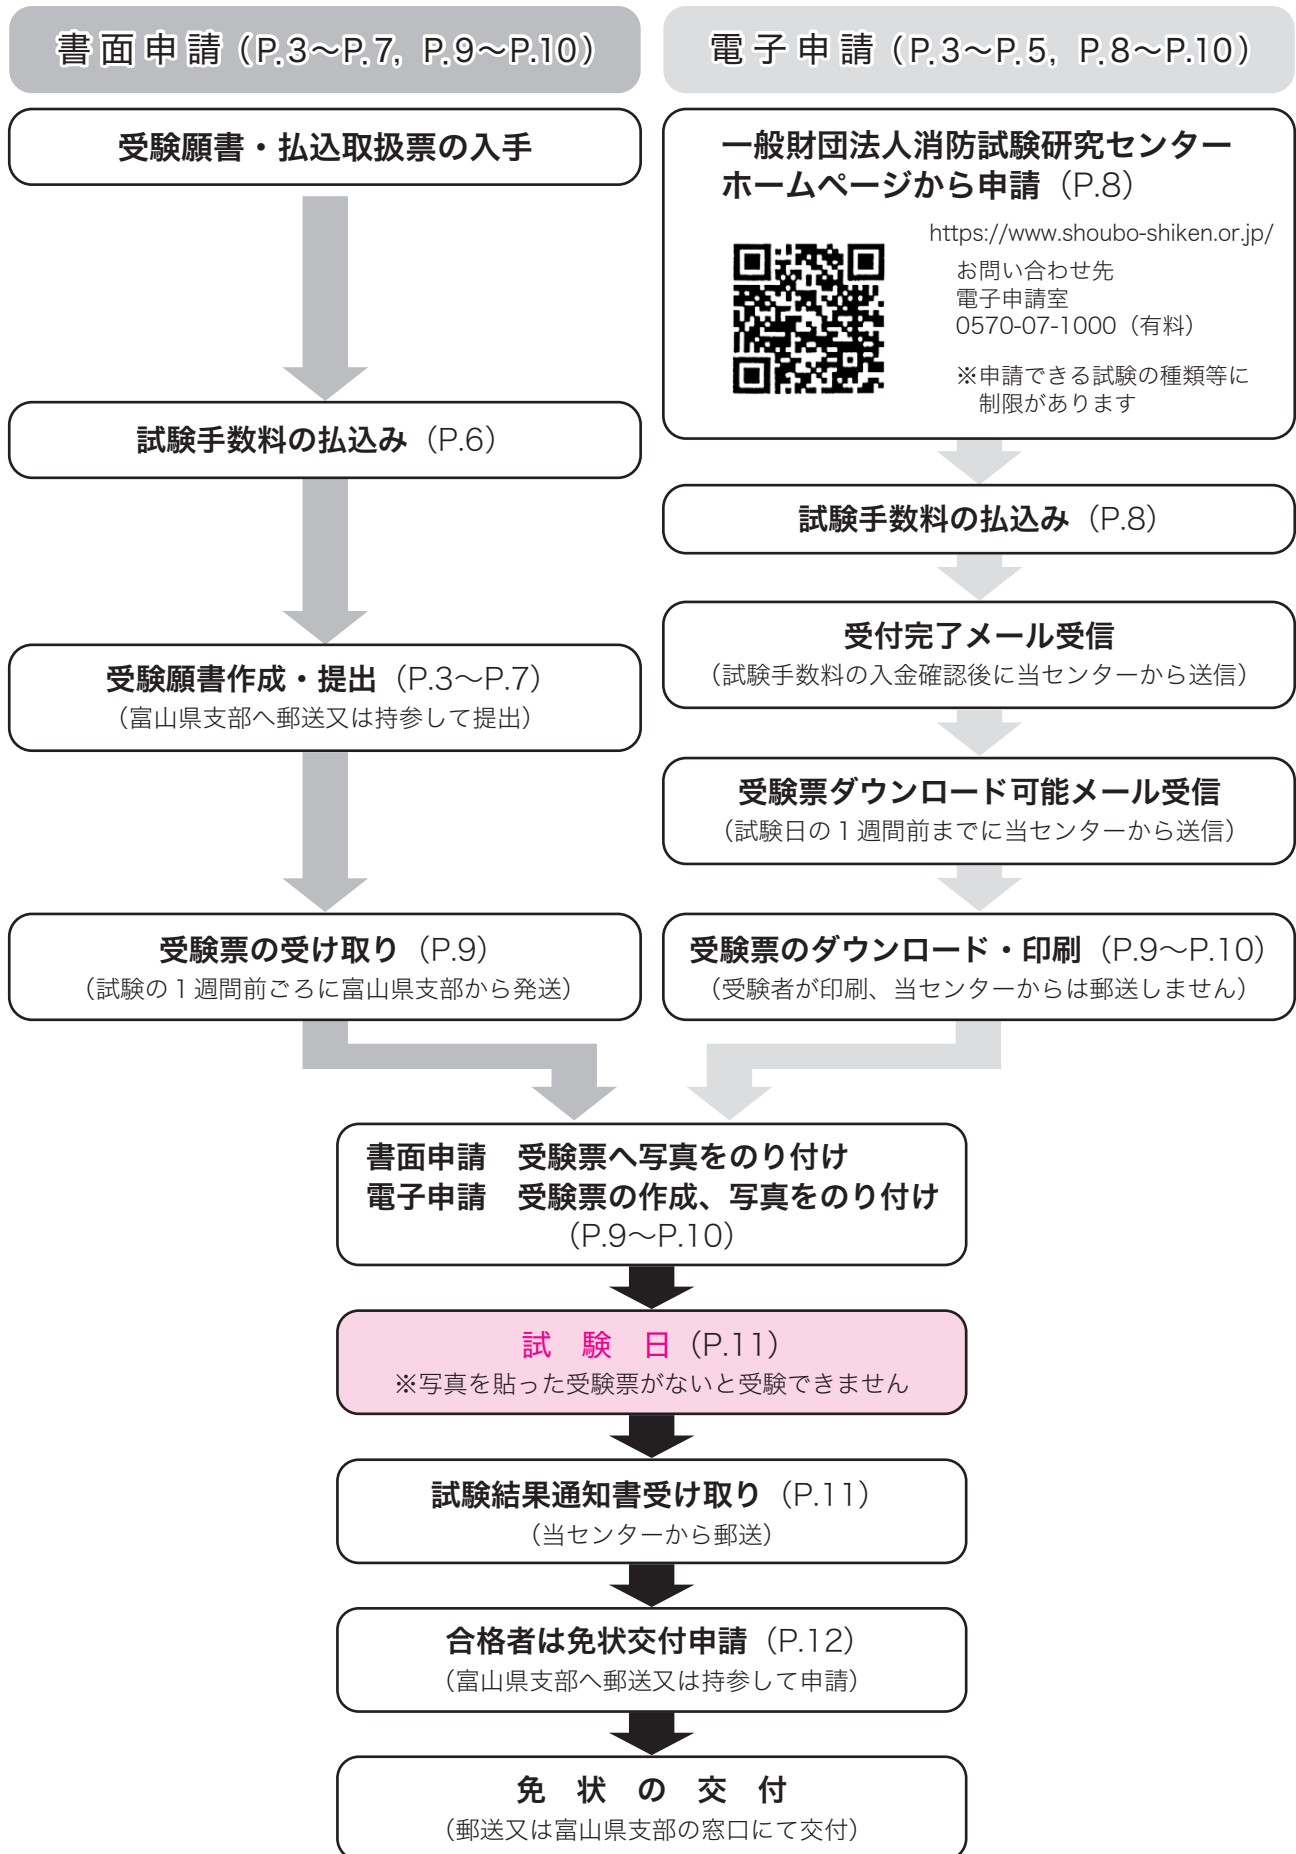 書面申請（P.3～P.7, P.9～P.10）
受験願書・払込取扱票の入手
試験手数料の払込み（P.6）
受験願書作成・提出（P.3～P.7）
（富山県支部へ郵送又は持参して提出）
受験票の受け取り（P.9）
（試験の１週間前ごろに富山県支部から発送）
電子申請（P.3～P.5, P.8～P.10）
一般財団法人消防試験研究センター
ホームページから申請（P.8）
https://www.shoubo-shiken.or.jp/
お問い合わせ先
電子申請室
0570-07-1000（有料）
※申請できる試験の種類等に
制限があります
試験手数料の払込み（P.8）
受付完了メール受信
（試験手数料の入金確認後に当センターから送信）
受験票ダウンロード可能メール受信
（試験日の１週間前までに当センターから送信）
受験票のダウンロード・印刷（P.9～P.10）
（受験者が印刷、当センターからは郵送しません）
書面申請　受験票へ写真をのり付け
電子申請　受験票の作成、写真をのり付け
（P.9～P.10）
試　験　日（P.11）
※写真を貼った受験票がないと受験できません
試験結果通知書受け取り（P.11）
（当センターから郵送）
合格者は免状交付申請（P.12）
（富山県支部へ郵送又は持参して申請）
免　状　の　交　付
（郵送又は富山県支部の窓口にて交付）